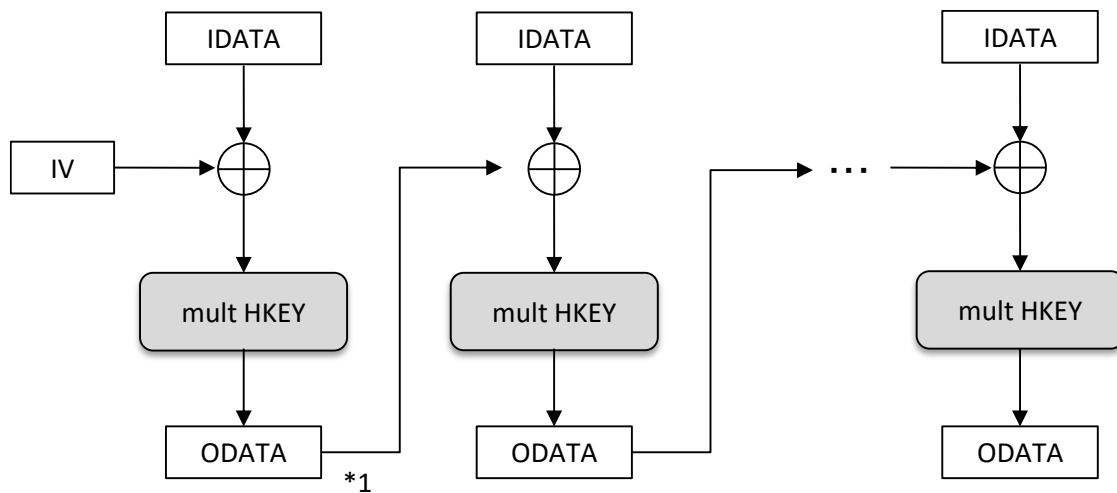 IDATA
IDATA
IDATA
IV
...
mult HKEY
mult HKEY
mult HKEY
ODATA
ODATA
ODATA
*1